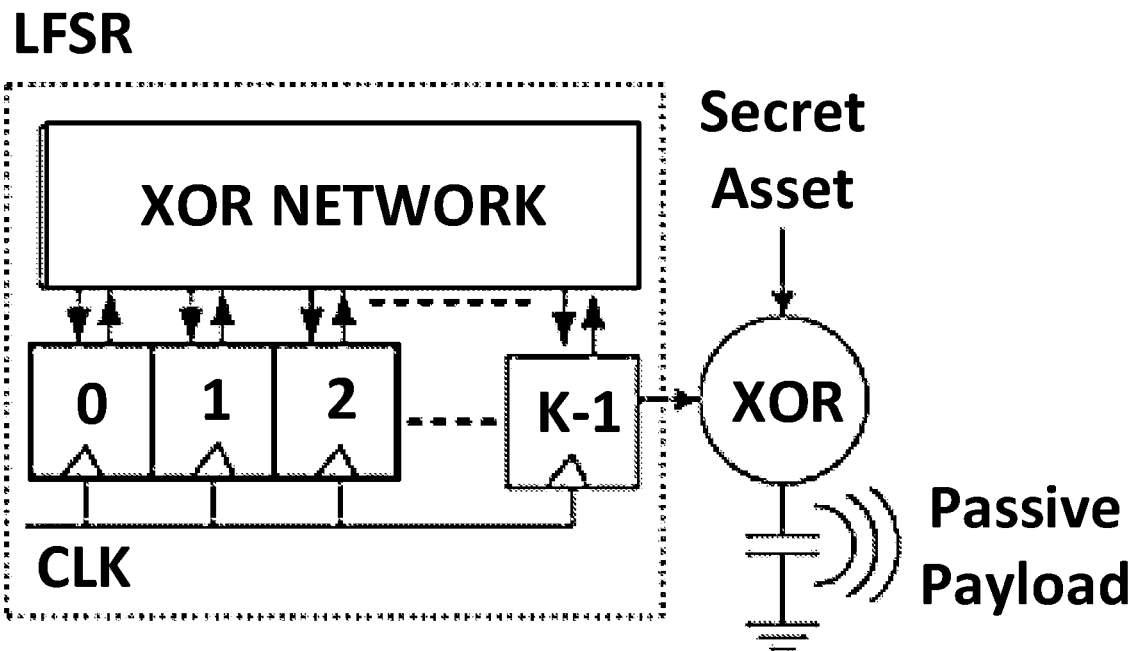 LFSR
XOR NETWORK
Secret
Asset
0
1
2
K-1
XOR
CLK
Passive
Payload